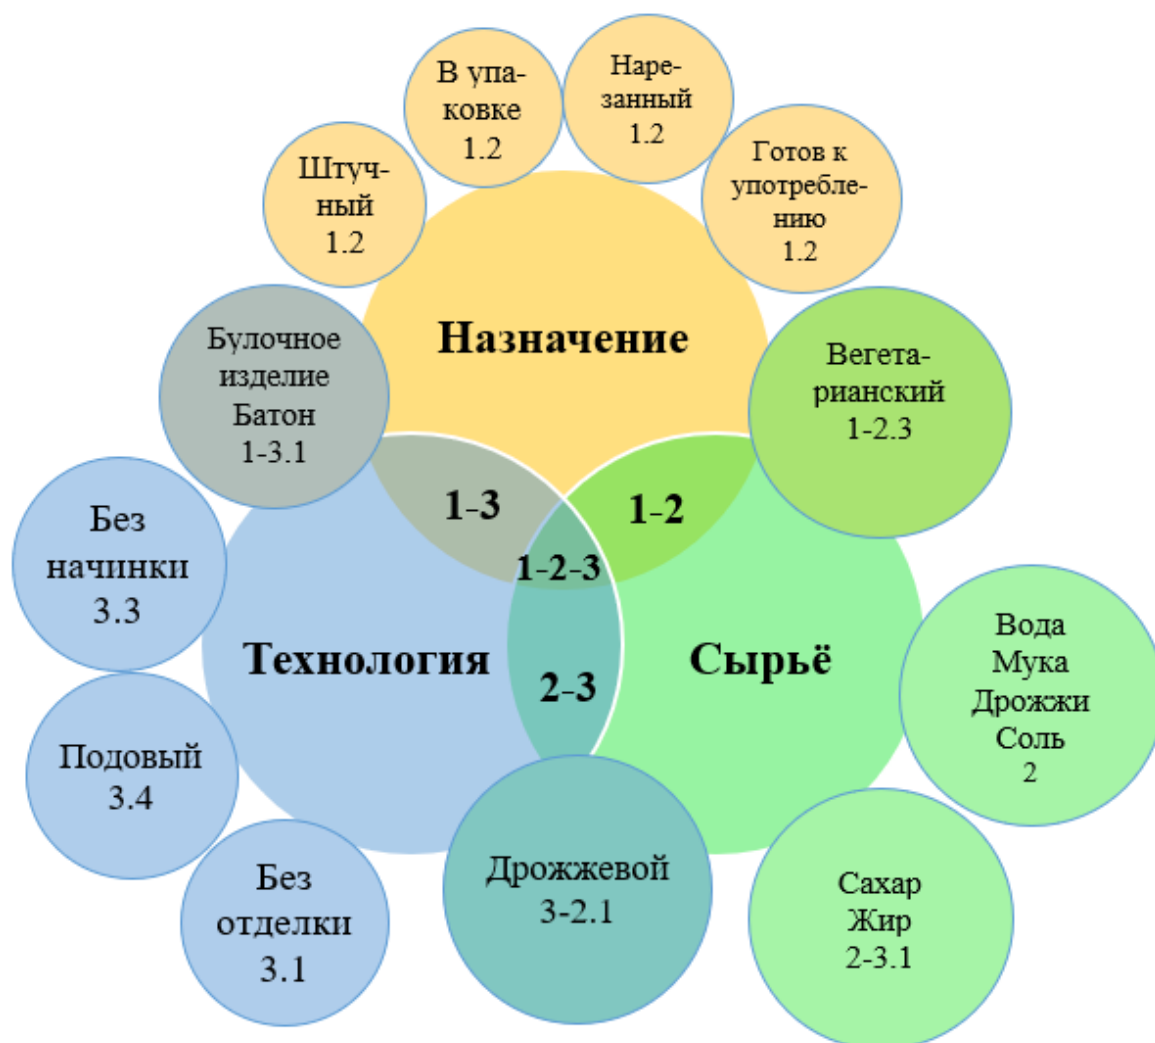 В упа-
ковке
1.2
Наре-
занный
1.2
Штуч-
ный
1.2
Готов к
употребле-
нию
1.2
Назначение
Булочное
изделие
Батон
1-3.1
Вегета-
рианский
1-2.3
1-3
1-2
1-2-3
Без
начинки
3.3
Технология
2-3
Сырьё
Вода
Мука
Дрожжи
Соль
2
Подовый
3.4
Без
отделки
3.1
Дрожжевой
3-2.1
Сахар
Жир
2-3.1